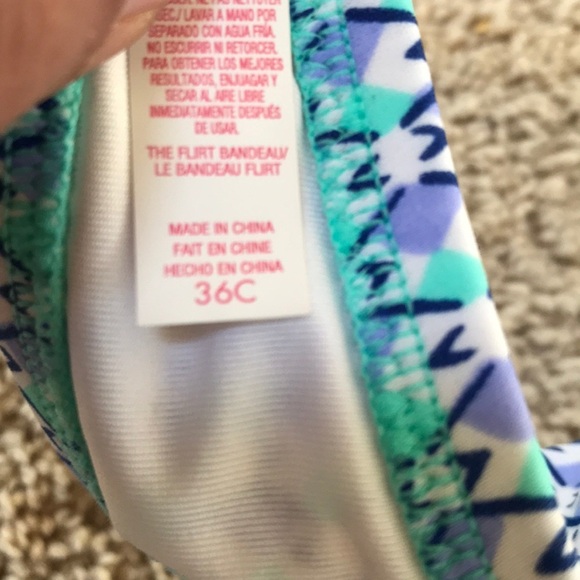 LAVAR A MANO POR
SEPARADO CON AGUA FRÍA.
NO ESCURRIR NI RETORCER.
PARA OBTENER LOS MEJORES
RESULTADOS, ENJUAGAR Y
SECAR AL AIRE LIBRE
INMEDIATAMENTE DESPUÉS
DE USAR.
THE FLIRT BANDEAU/
LE BANDEAU FLIRT
MADE IN CHINA
FAIT EN CHINE
HECHO EN CHINA
36C